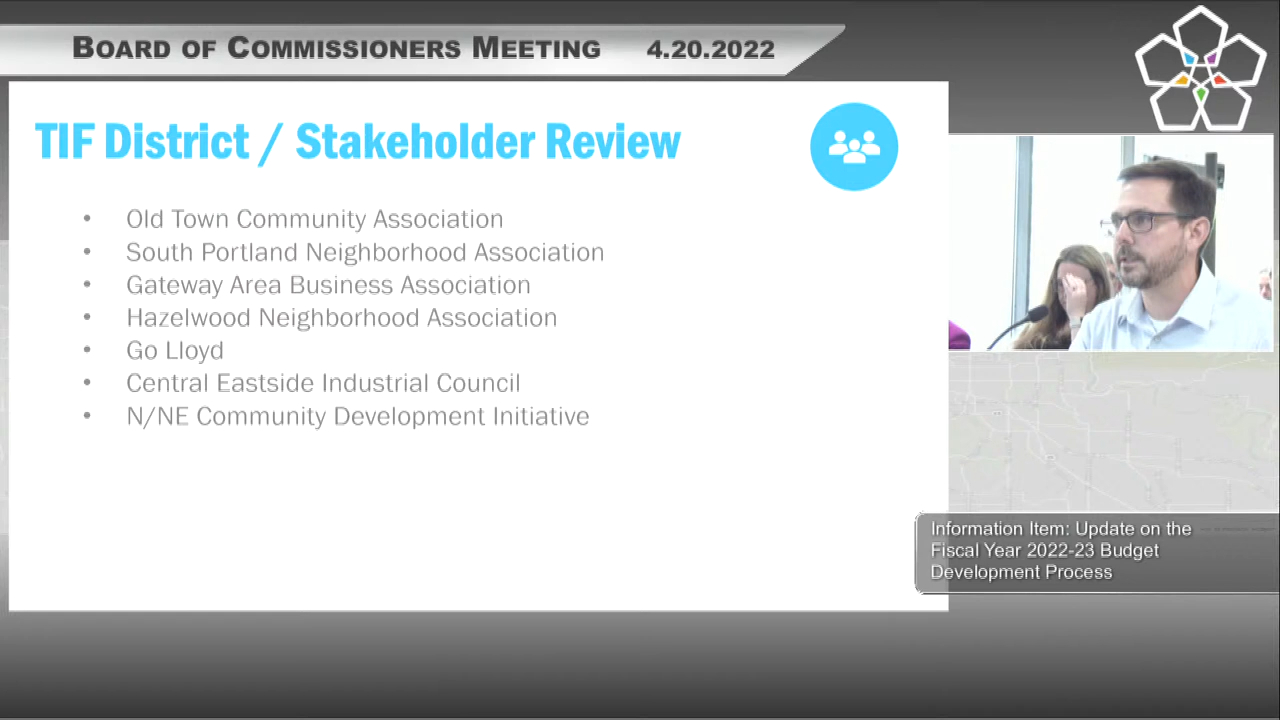 BOARD OF COMMISSIONERS MEETING 4.20.2022
TIF District / Stakeholder Review
• Old Town Community Association
• South Portland Neighborhood Association
• Gateway Area Business Association
• Hazelwood Neighborhood Association
• Go Lloyd
• Central Eastside Industrial Council
• N/NE Community Development Initiative
Information Item: Update on the
Fiscal Year 2022-23 Budget
Development Process